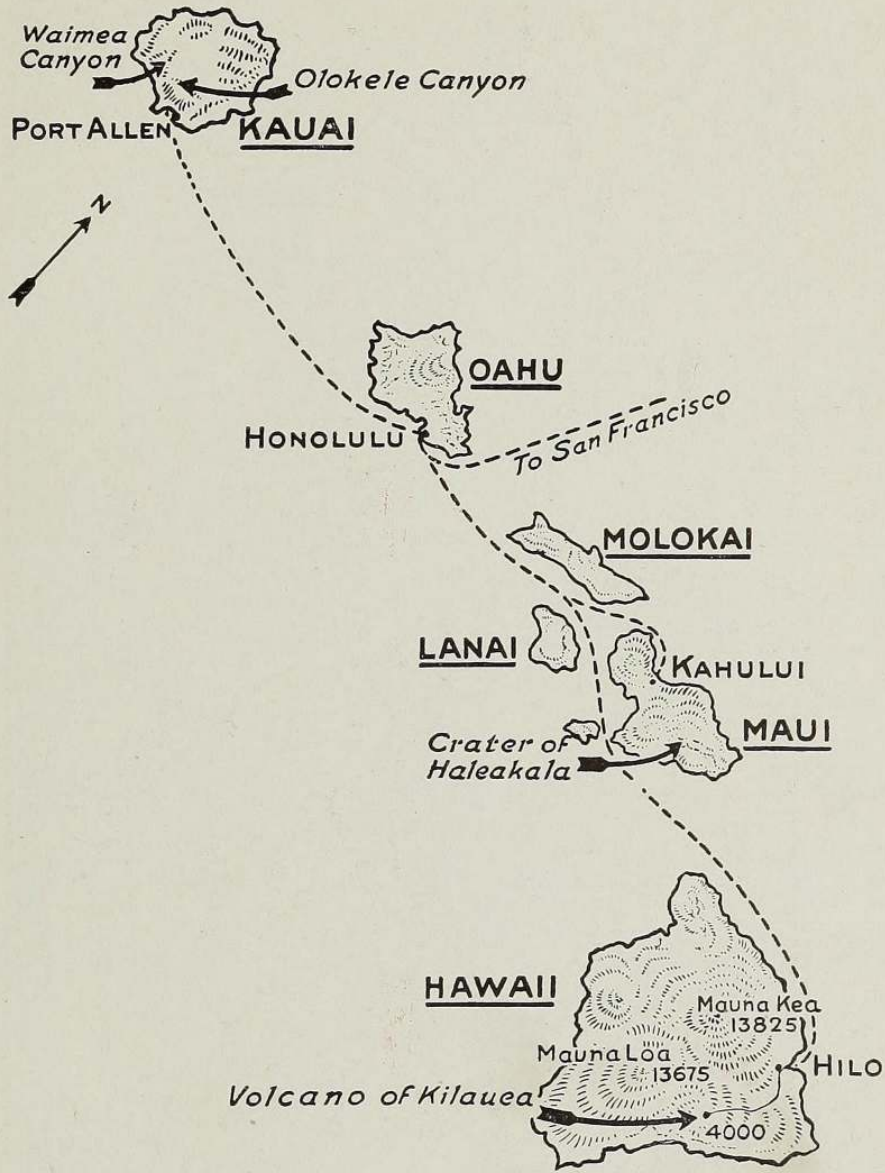 Waimea
Canyon
Olokele Canyon
PORT ALLEN
KAUAI
N
OAHU
HONOLULU
To San Francisco
MOLOKAI
LANAI
KAHULUI
MAUI
Crater of
Haleakala
HAWAII
Mauna Kea
13825
Mauna Loa
13675
HILO
Volcano of Kilauea
4000